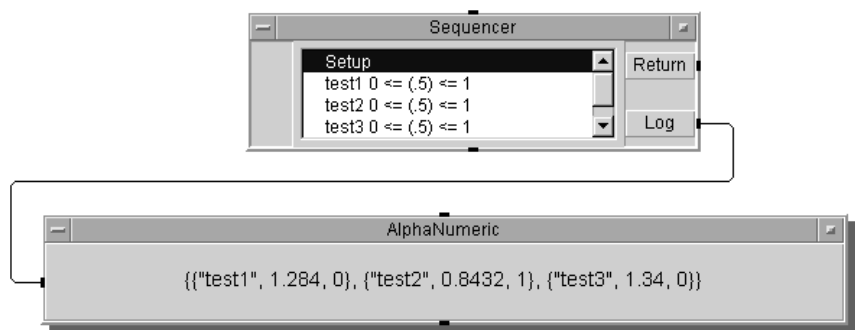 Sequencer
Setup
test1 0 <= (.5) <= 1
test2 0 <= (.5) <= 1
test3 0 <= (.5) <= 1
Return
Log
AlphaNumeric
{{"test1", 1.284, 0}, {"test2", 0.8432, 1}, {"test3", 1.34, 0}}